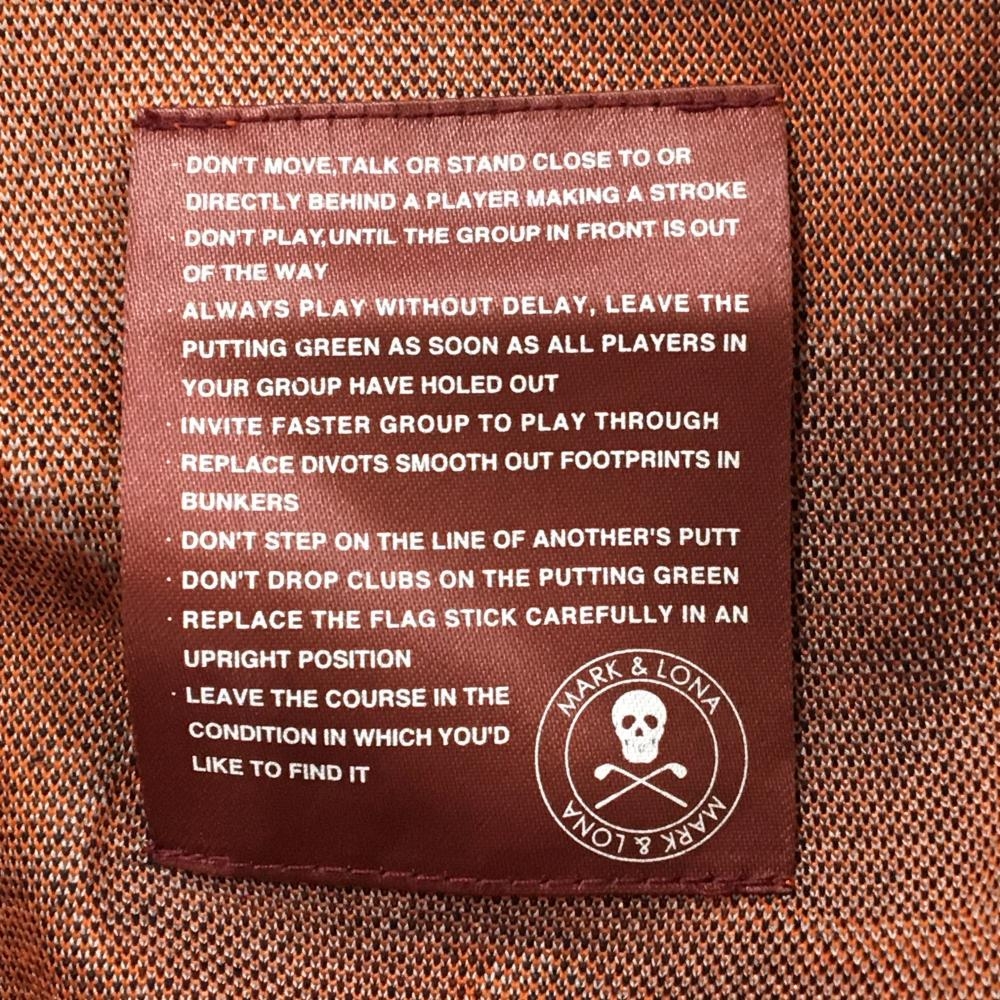 · DON'T MOVE,TALK OR STAND CLOSE TO OR
DIRECTLY BEHIND A PLAYER MAKING A STROKE
· DON'T PLAY,UNTIL THE GROUP IN FRONT IS OUT
OF THE WAY
· ALWAYS PLAY WITHOUT DELAY, LEAVE THE
PUTTING GREEN AS SOON AS ALL PLAYERS IN
YOUR GROUP HAVE HOLED OUT
· INVITE FASTER GROUP TO PLAY THROUGH
· REPLACE DIVOTS SMOOTH OUT FOOTPRINTS IN
BUNKERS
· DON'T STEP ON THE LINE OF ANOTHER'S PUTT
· DON'T DROP CLUBS ON THE PUTTING GREEN
· REPLACE THE FLAG STICK CAREFULLY IN AN
UPRIGHT POSITION
· LEAVE THE COURSE IN THE
CONDITION IN WHICH YOU'D
LIKE TO FIND IT
MARK & LONA
MARK & LONA